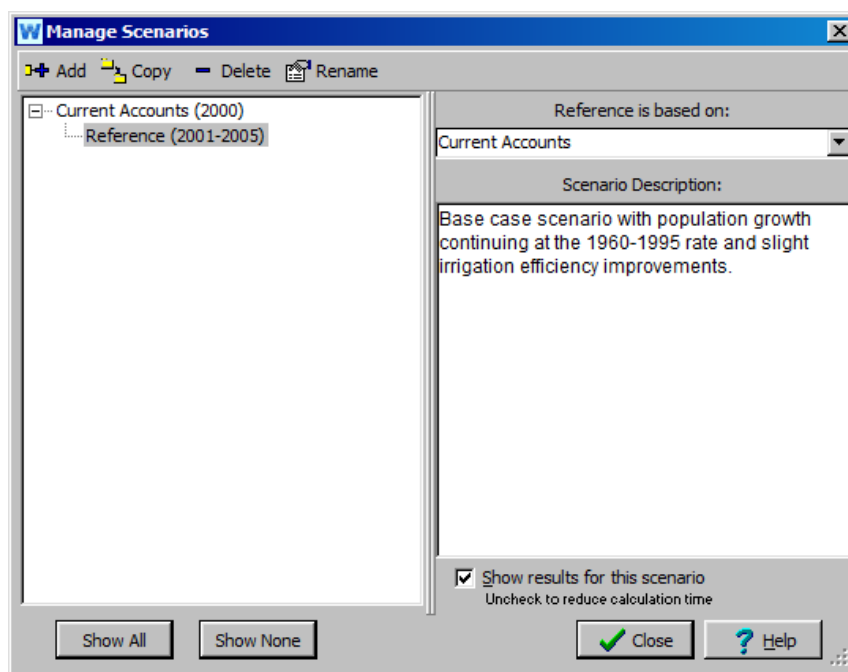 W Manage Scenarios
Add Copy Delete Rename
Current Accounts (2000)
Reference (2001-2005)
Reference is based on:
Current Accounts
Scenario Description:
Base case scenario with population growth
continuing at the 1960-1995 rate and slight
irrigation efficiency improvements.
Show results for this scenario
Uncheck to reduce calculation time
Show All Show None Close Help